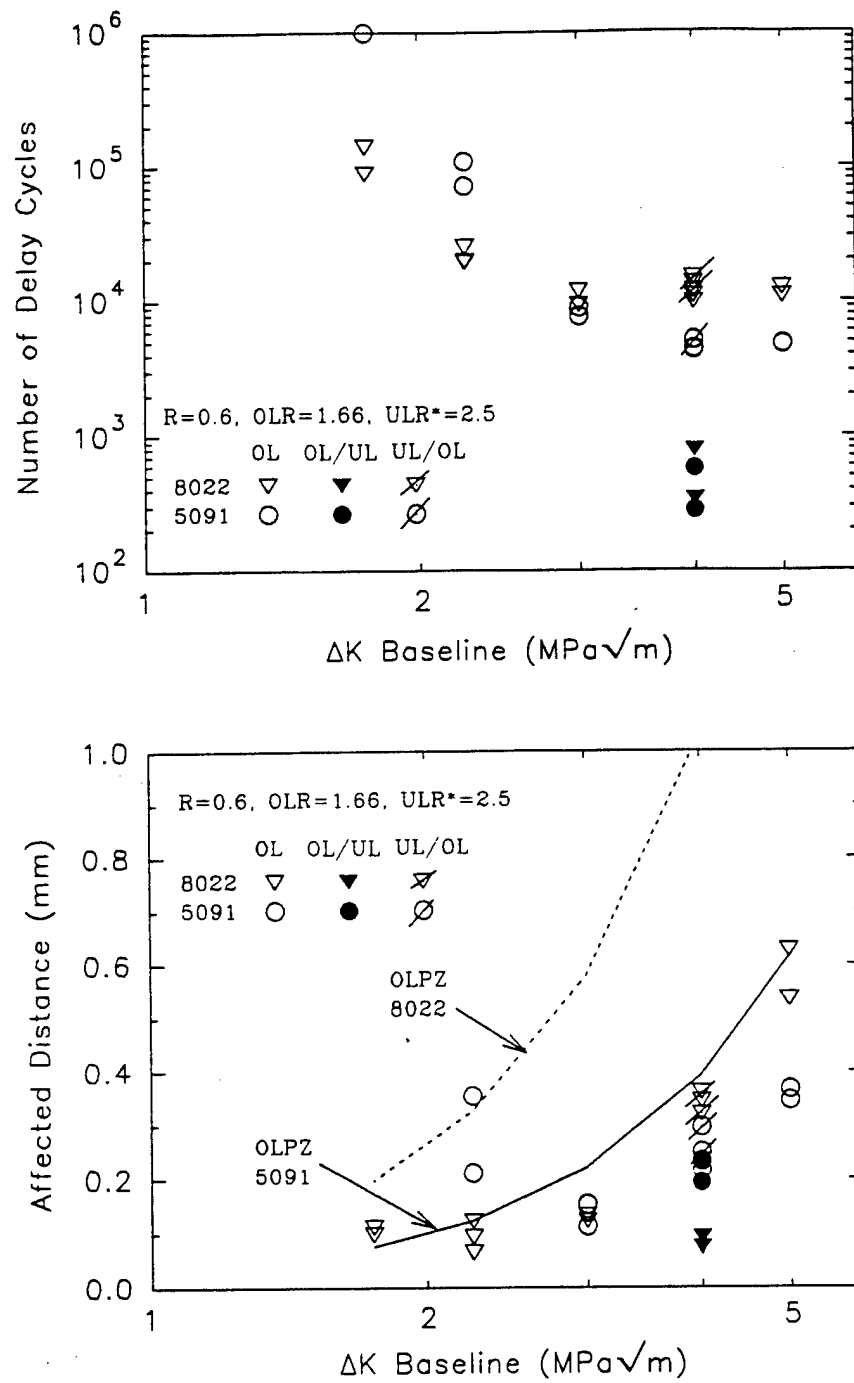 10^6
10^5
10^4
10^3
10^2
Number of Delay Cycles
R=0.6, OLR=1.66, ULR*=2.5
OL OL/UL UL/OL
8022
5091
1 2 5
ΔK Baseline (MPa√m)
1.0
0.8
0.6
0.4
0.2
0.0
Affected Distance (mm)
R=0.6, OLR=1.66, ULR*=2.5
OL OL/UL UL/OL
8022
5091
OLPZ
8022
OLPZ
5091
1 2 5
ΔK Baseline (MPa√m)